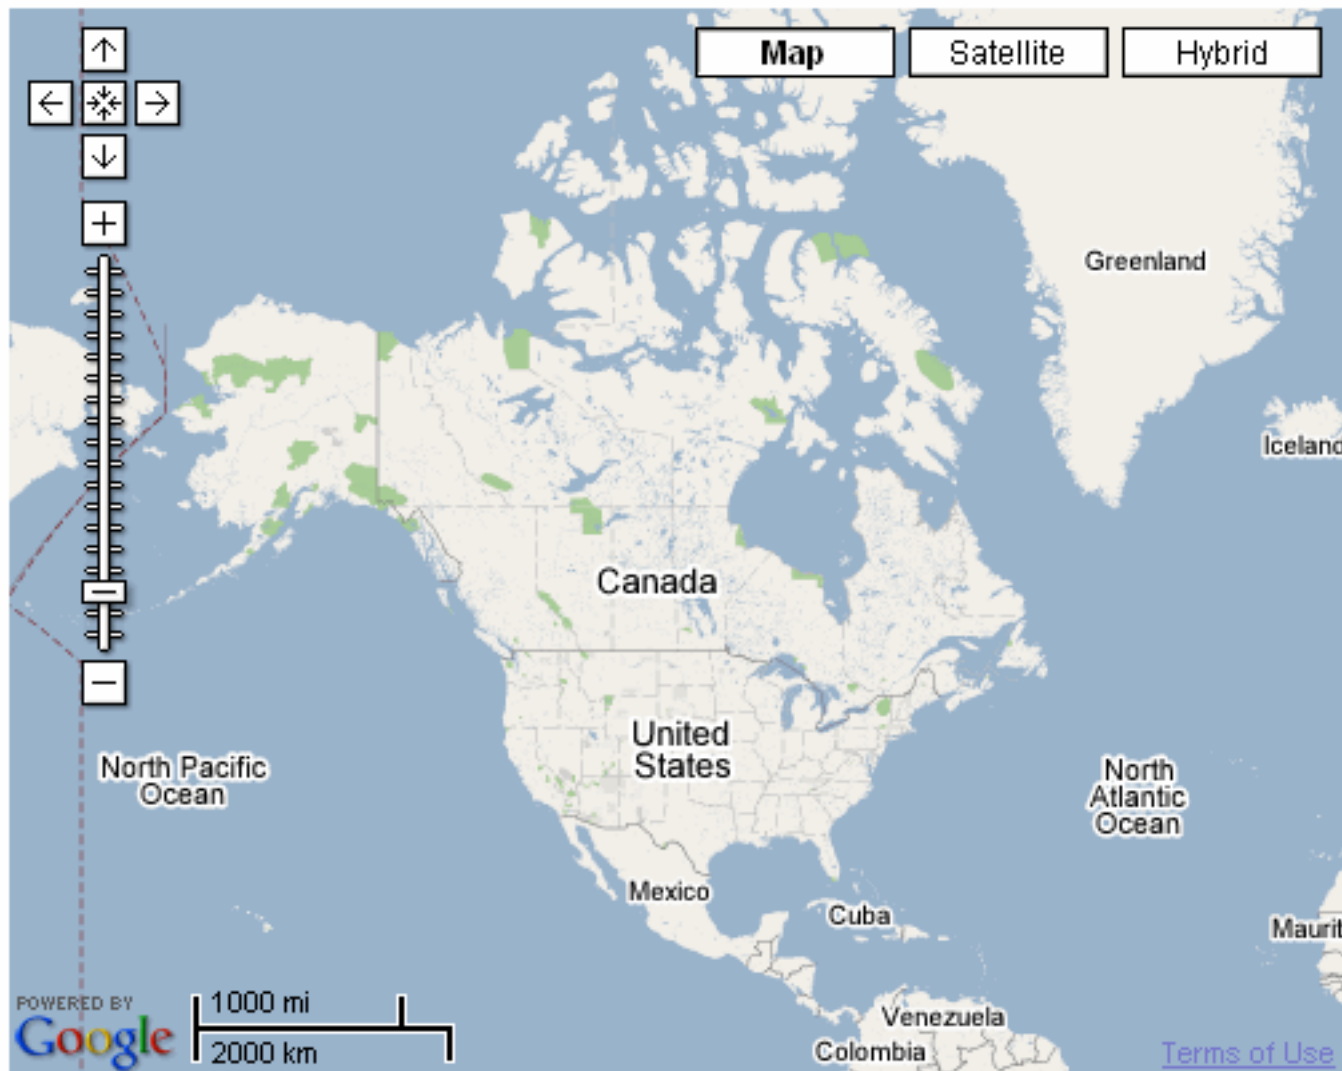 Map
Satellite
Hybrid
Greenland
Iceland
Canada
United
States
North Pacific
Ocean
North
Atlantic
Ocean
Mexico
Cuba
Maurit
Venezuela
Colombia
POWERED BY
Google
1000 mi
2000 km
Terms of Use